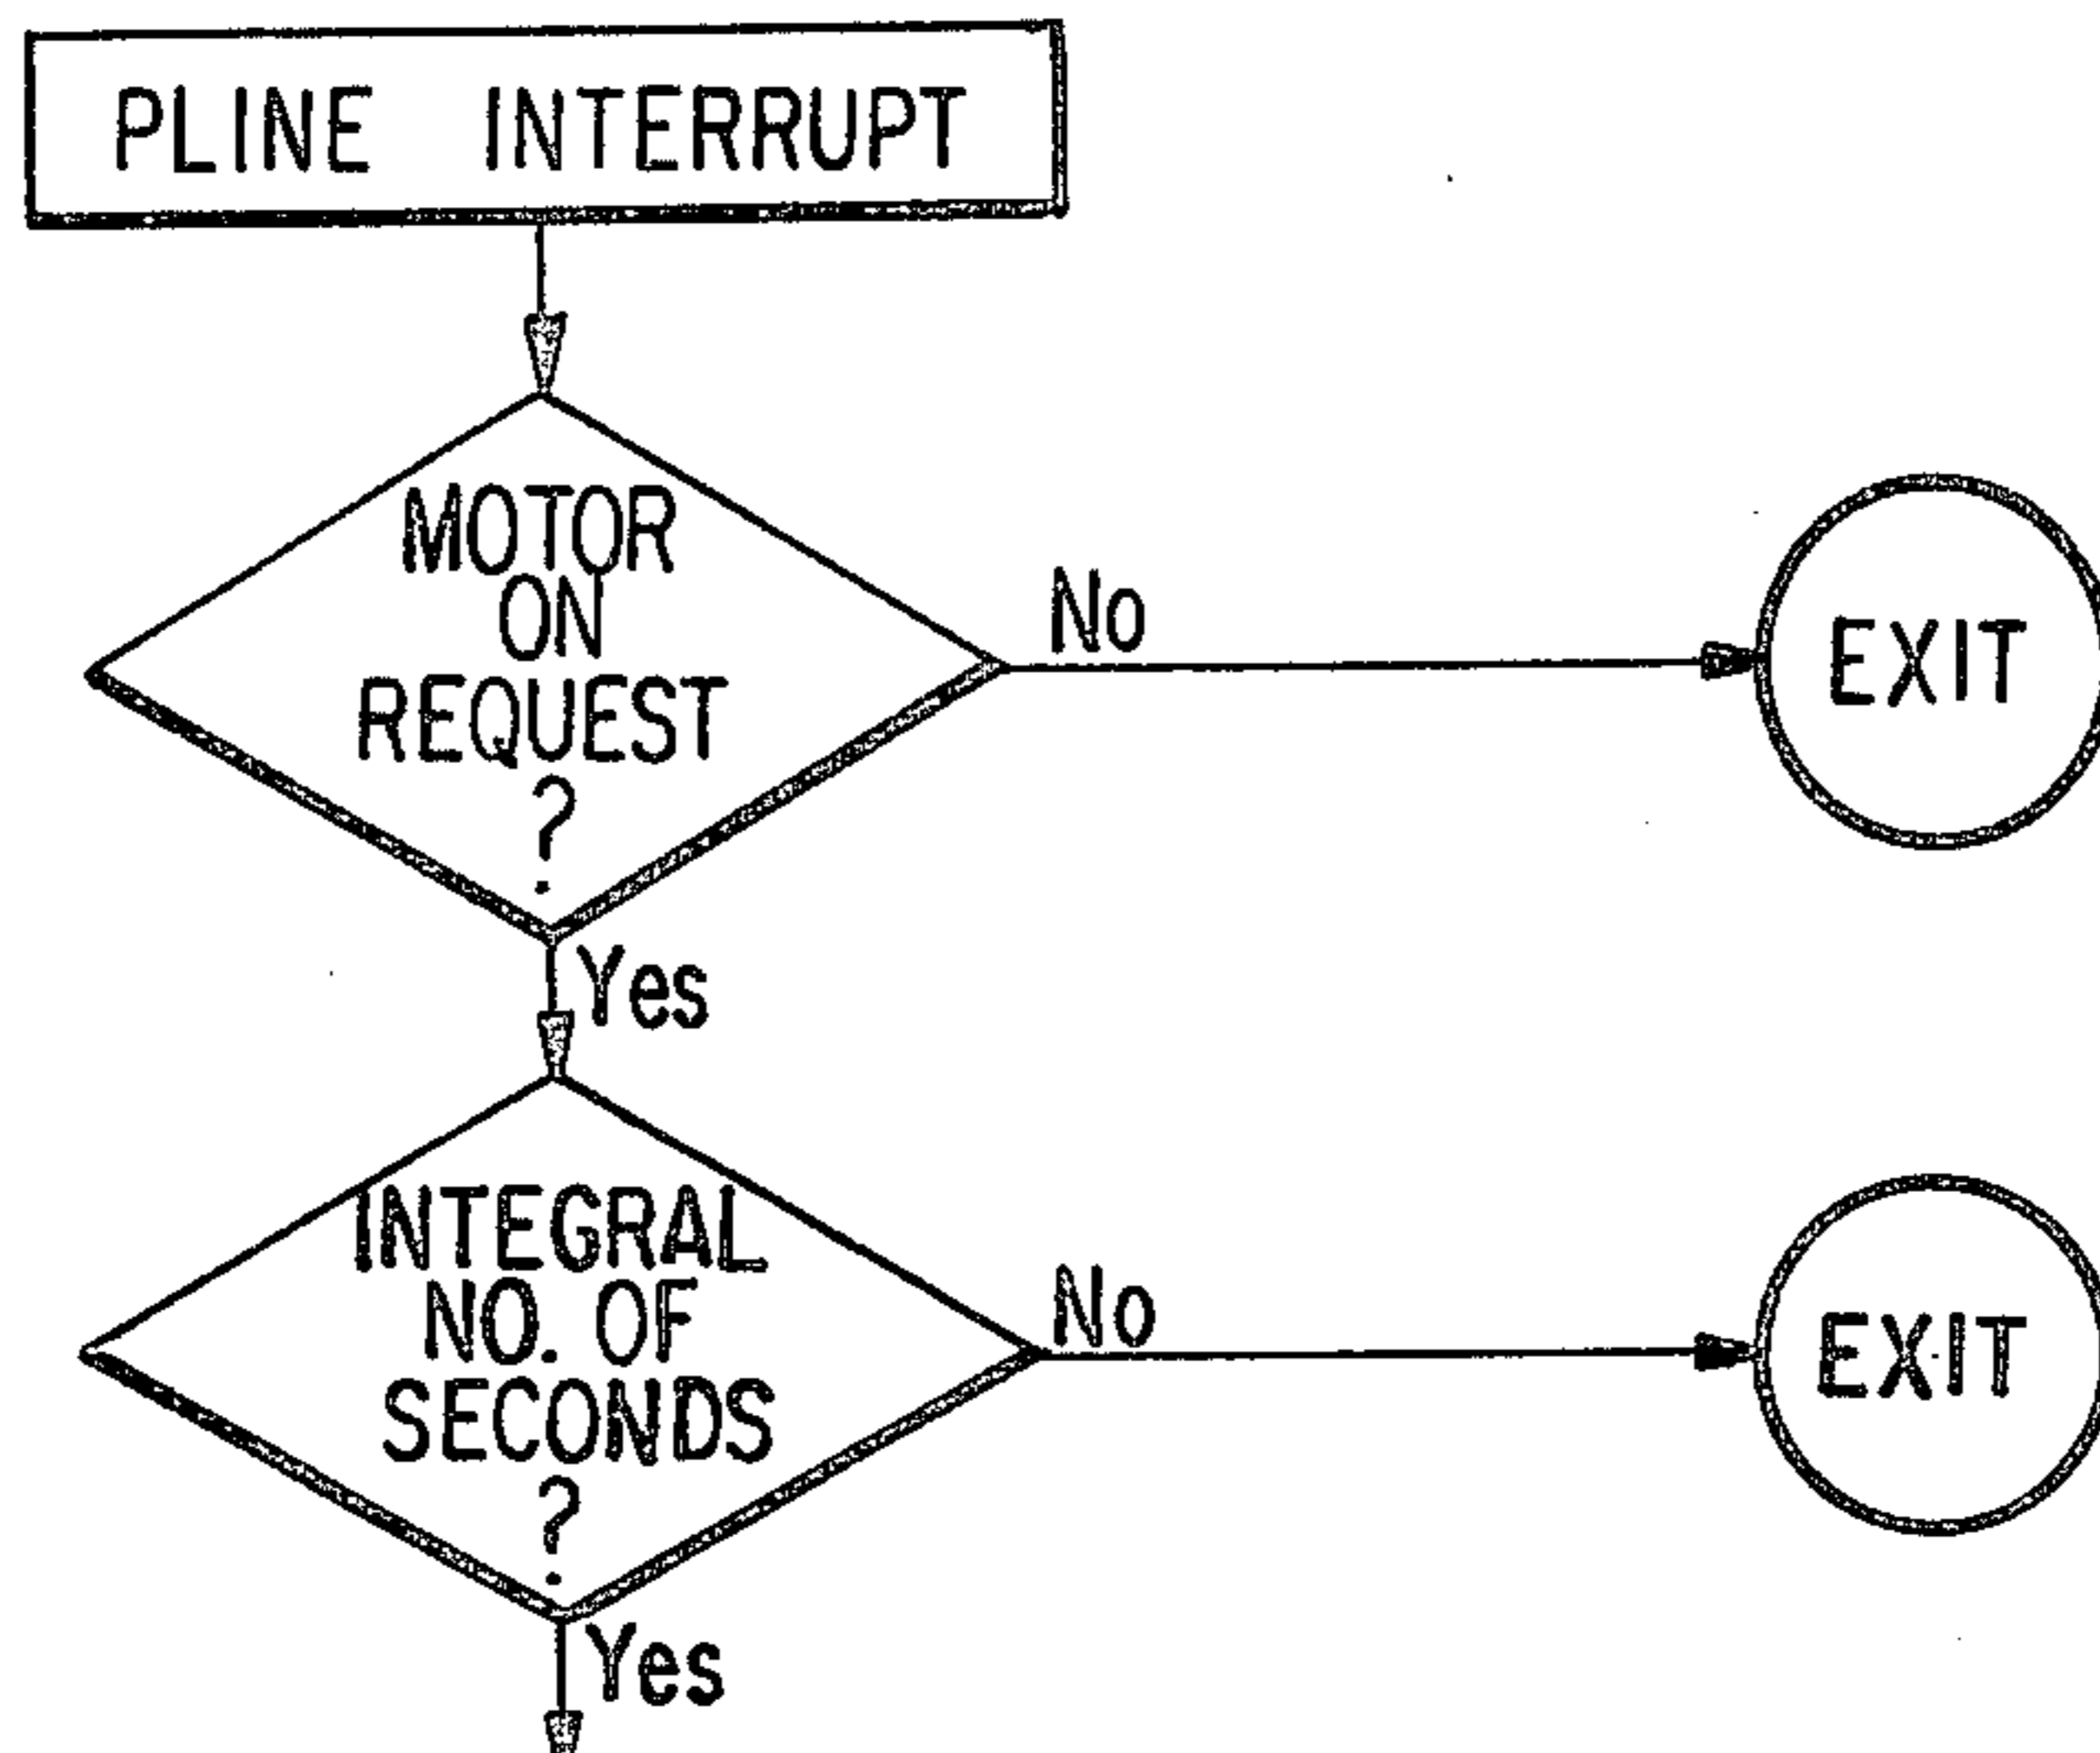 PLINE INTERRUPT
MOTOR
ON
REQUEST
?
No
EXIT
Yes
INTEGRAL
NO. OF
SECONDS
?
No
EXIT
Yes